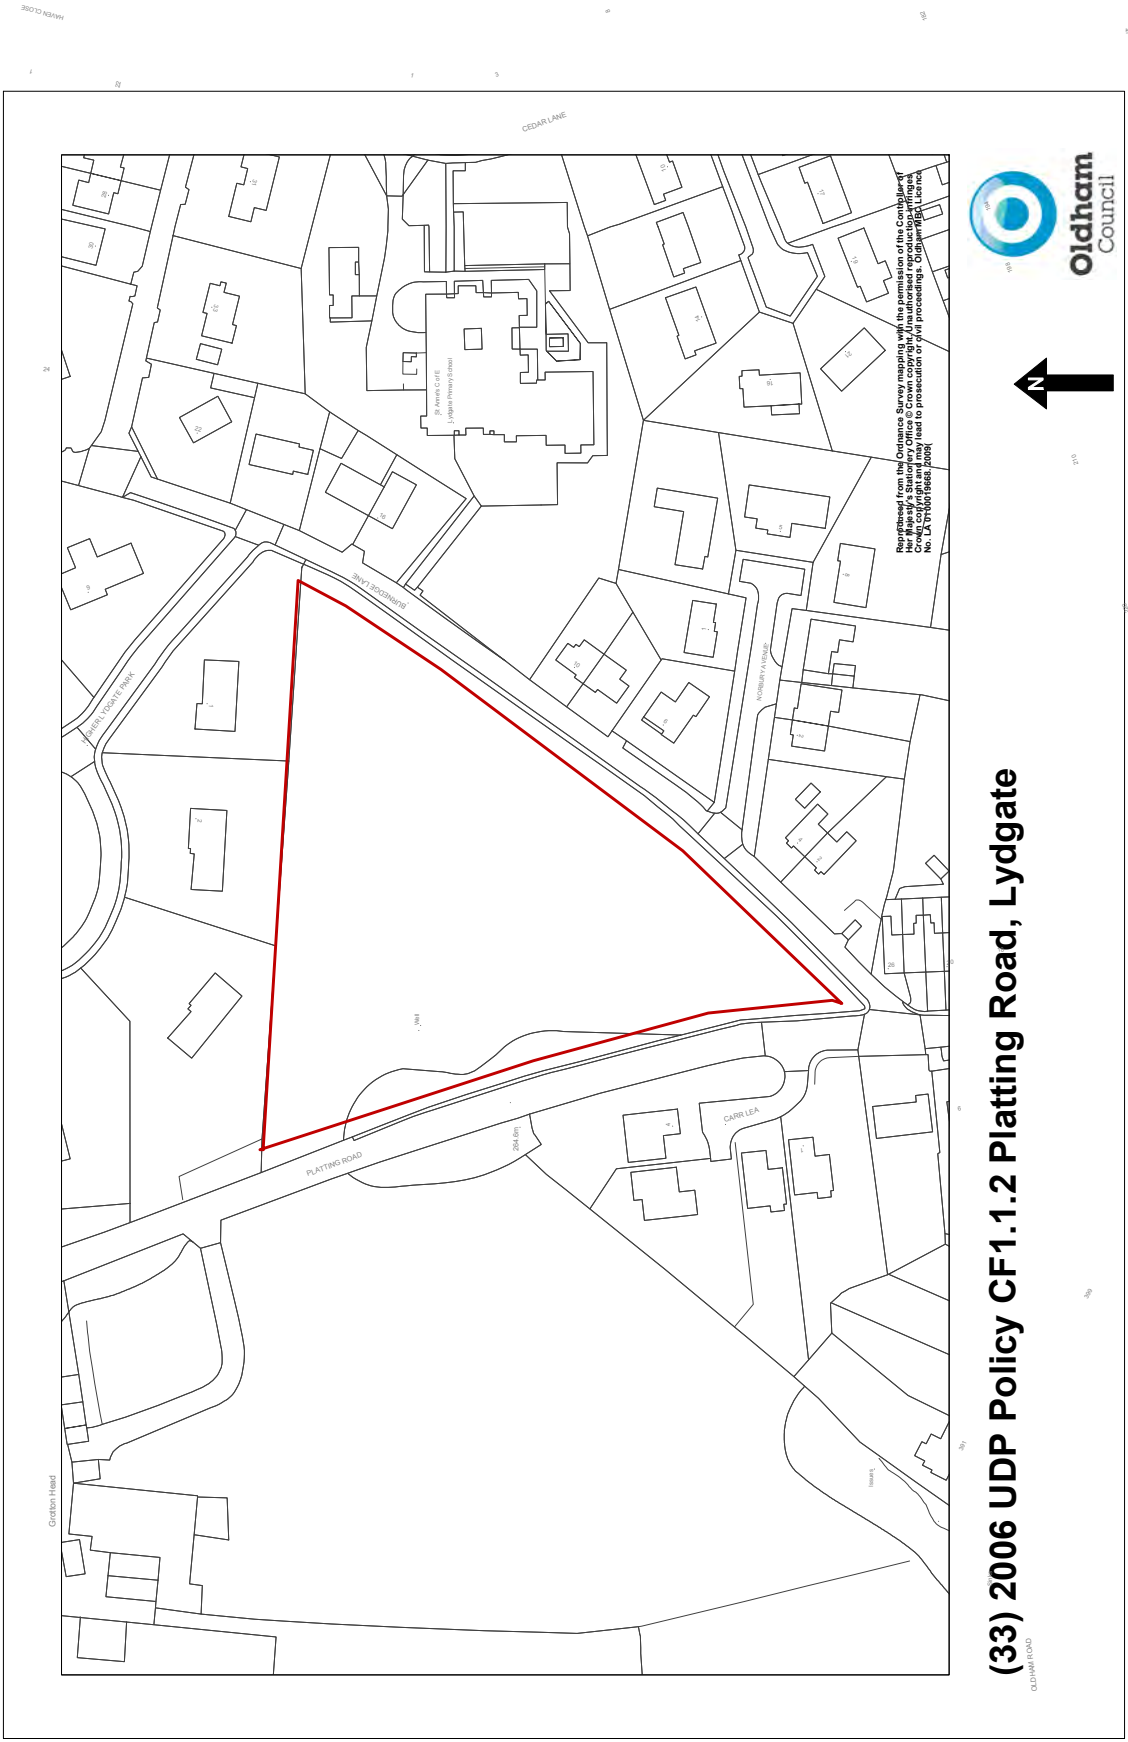 HAVEN CLOSE
CEDAR LANE
St Anne's C of E
Lydgate Primary School
BURNEDGE LANE
HIGHER LYDGATE PARK
NORBURY AVENUE
Well
PLATTING ROAD
264.6m
CARR LEA
Grotton Head
Issues
OLDHAM ROAD
Reproduced from the Ordnance Survey mapping with the permission of the Controller of
Her Majesty's Stationery Office © Crown copyright. Unauthorised reproduction infringes
Crown copyright and may lead to prosecution or civil proceedings. Oldham MBC Licence
No. LA 0100019668. (2009(
N
Oldham
Council
(33) 2006 UDP Policy CF1.1.2 Platting Road, Lydgate